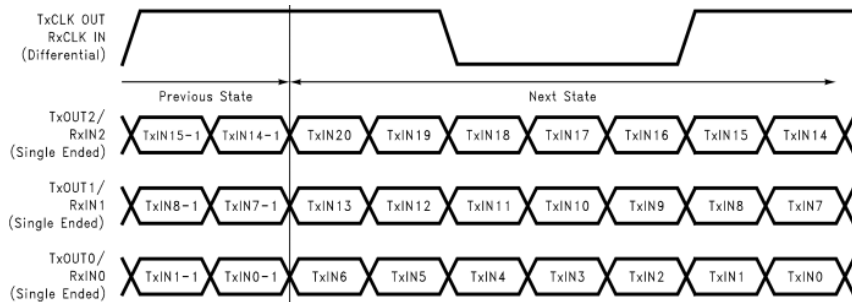 TxCLK OUT
RxCLK IN
(Differential)
Previous State
Next State
TxOUT2/
RxIN2
(Single Ended)
TxIN15-1 TxIN14-1 TxIN20 TxIN19 TxIN18 TxIN17 TxIN16 TxIN15 TxIN14
TxOUT1/
RxIN1
(Single Ended)
TxIN8-1 TxIN7-1 TxIN13 TxIN12 TxIN11 TxIN10 TxIN9 TxIN8 TxIN7
TxOUT0/
RxIN0
(Single Ended)
TxIN1-1 TxIN0-1 TxIN6 TxIN5 TxIN4 TxIN3 TxIN2 TxIN1 TxIN0